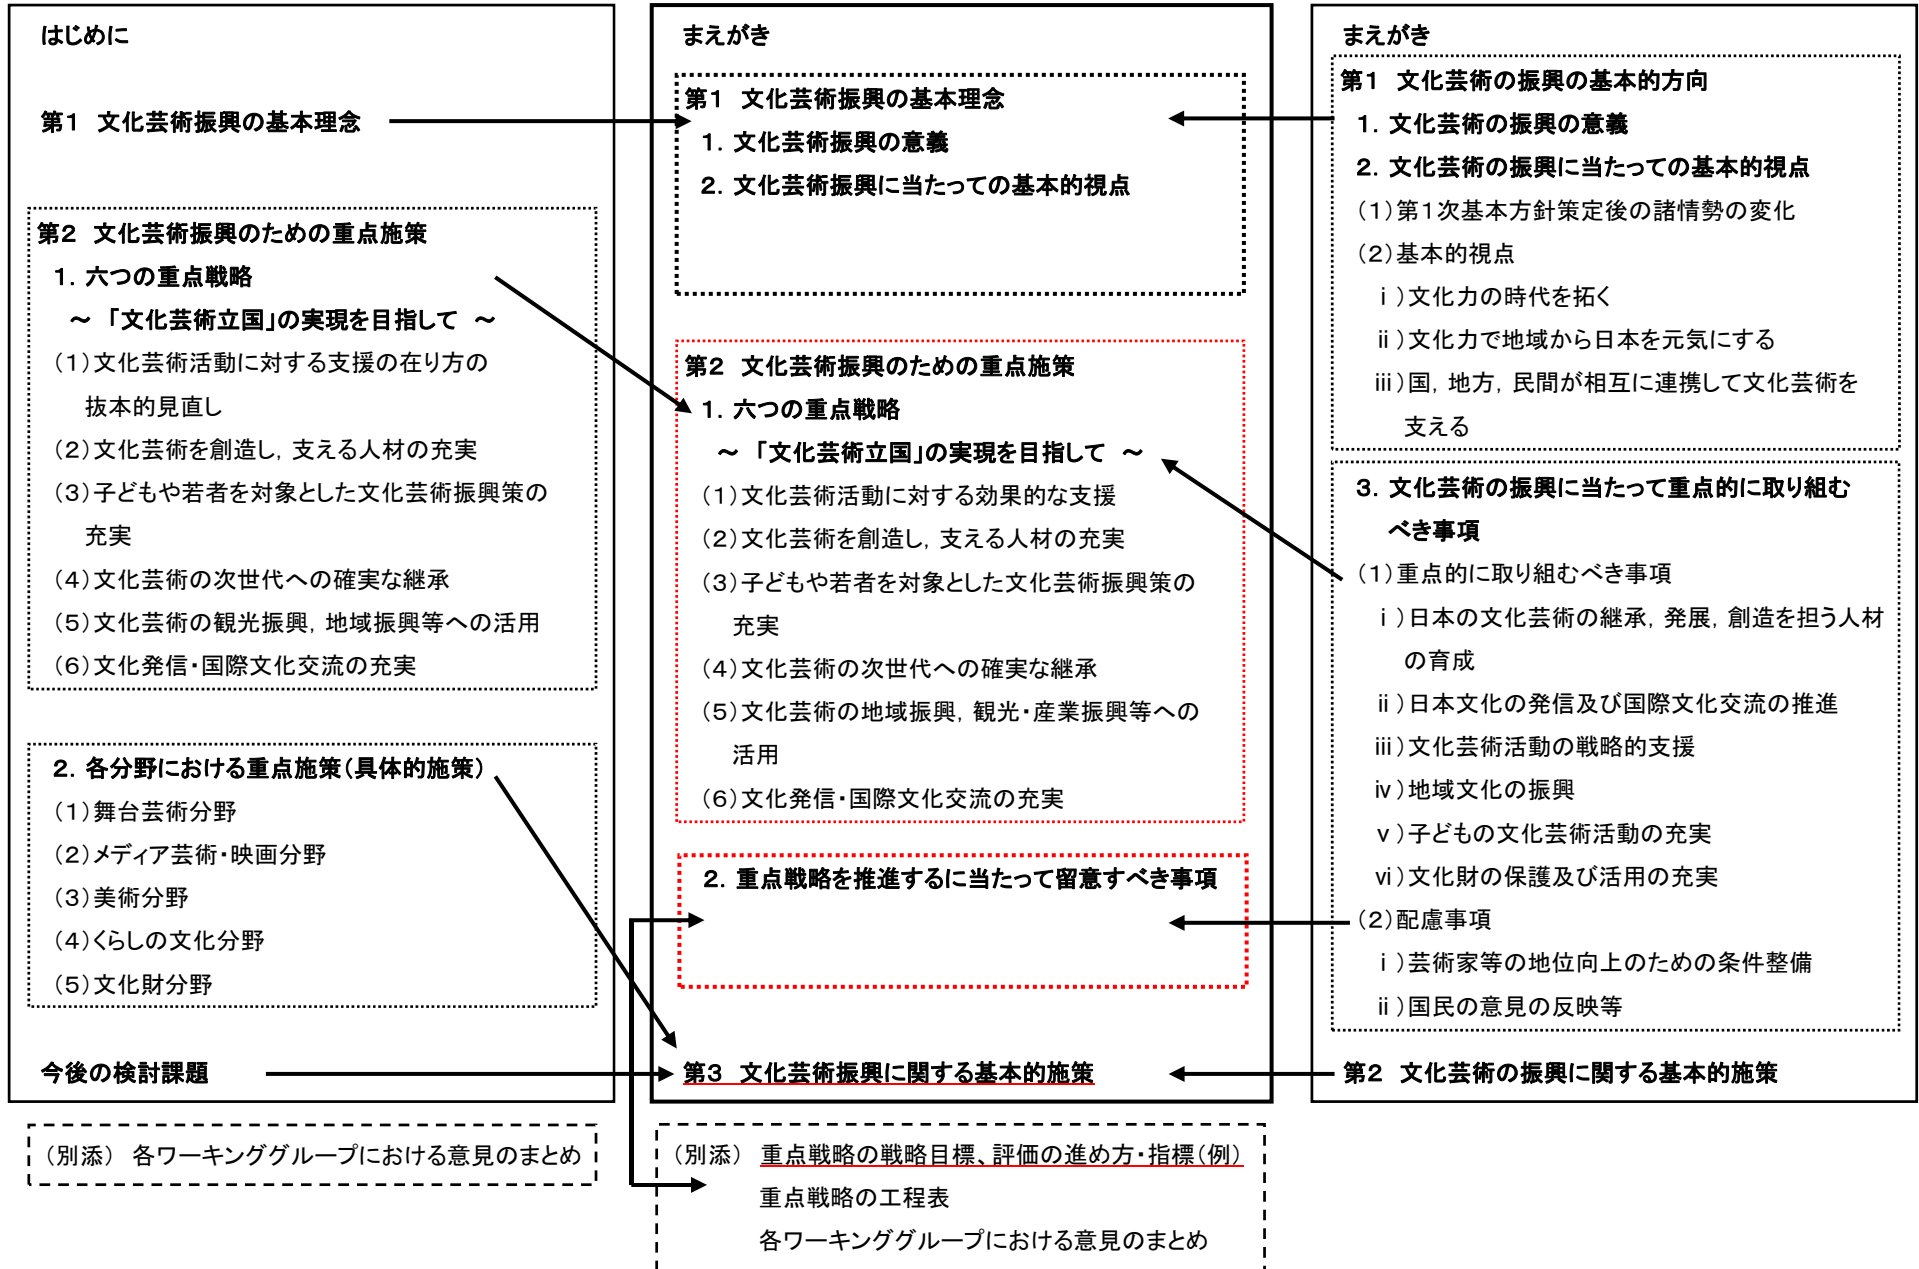 はじめに
第1 文化芸術振興の基本理念
第2 文化芸術振興のための重点施策
1. 六つの重点戦略
～ 「文化芸術立国」の実現を目指して ～
(1)文化芸術活動に対する支援の在り方の
抜本的見直し
(2)文化芸術を創造し, 支える人材の充実
(3)子どもや若者を対象とした文化芸術振興策の
充実
(4)文化芸術の次世代への確実な継承
(5)文化芸術の観光振興, 地域振興等への活用
(6)文化発信・国際文化交流の充実
2. 各分野における重点施策(具体的施策)
(1)舞台芸術分野
(2)メディア芸術・映画分野
(3)美術分野
(4)くらしの文化分野
(5)文化財分野
今後の検討課題
(別添) 各ワーキンググループにおける意見のまとめ
まえがき
第1 文化芸術振興の基本理念
1. 文化芸術振興の意義
2. 文化芸術振興に当たっての基本的視点
第2 文化芸術振興のための重点施策
1. 六つの重点戦略
～ 「文化芸術立国」の実現を目指して ～
(1)文化芸術活動に対する効果的な支援
(2)文化芸術を創造し, 支える人材の充実
(3)子どもや若者を対象とした文化芸術振興策の
充実
(4)文化芸術の次世代への確実な継承
(5)文化芸術の地域振興, 観光・産業振興等への
活用
(6)文化発信・国際文化交流の充実
2. 重点戦略を推進するに当たって留意すべき事項
第3 文化芸術振興に関する基本的施策
(別添) 重点戦略の戦略目標、評価の進め方・指標(例)
重点戦略の工程表
各ワーキンググループにおける意見のまとめ
まえがき
第1 文化芸術の振興の基本的方向
1. 文化芸術の振興の意義
2. 文化芸術の振興に当たっての基本的視点
(1)第1次基本方針策定後の諸情勢の変化
(2)基本的視点
ⅰ)文化力の時代を拓く
ⅱ)文化力で地域から日本を元気にする
ⅲ)国, 地方, 民間が相互に連携して文化芸術を
支える
3. 文化芸術の振興に当たって重点的に取り組む
べき事項
(1)重点的に取り組むべき事項
ⅰ)日本の文化芸術の継承, 発展, 創造を担う人材
の育成
ⅱ)日本文化の発信及び国際文化交流の推進
ⅲ)文化芸術活動の戦略的支援
ⅳ)地域文化の振興
ⅴ)子どもの文化芸術活動の充実
ⅵ)文化財の保護及び活用の充実
(2)配慮事項
ⅰ)芸術家等の地位向上のための条件整備
ⅱ)国民の意見の反映等
第2 文化芸術の振興に関する基本的施策